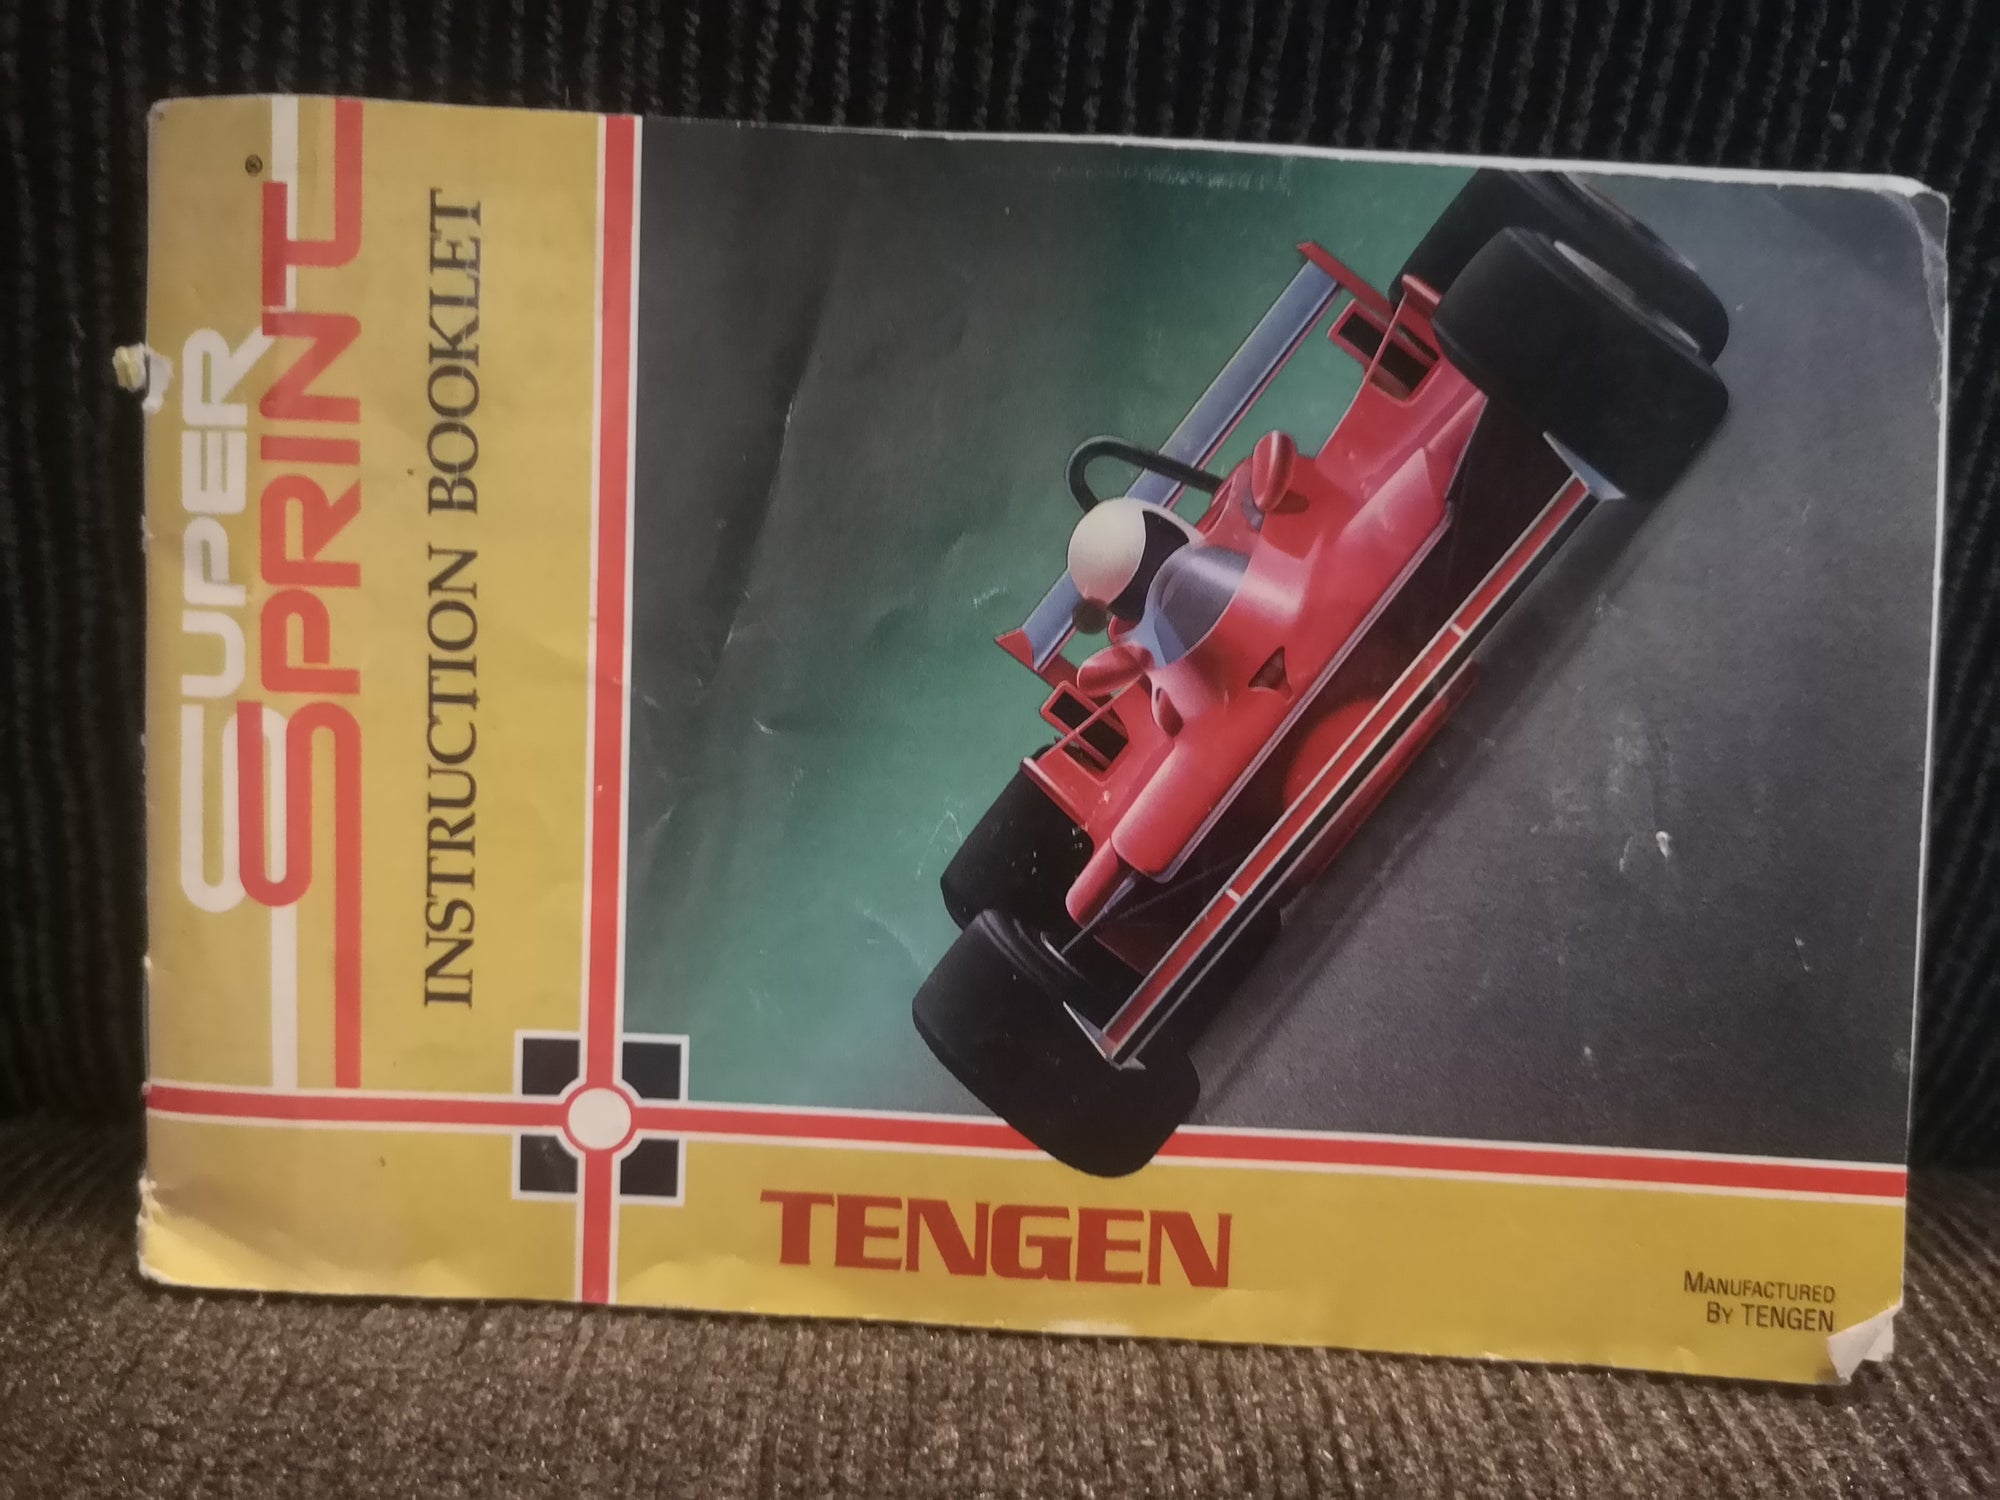 SUPER
SPRINT®
INSTRUCTION BOOKLET
TENGEN
MANUFACTURED
BY TENGEN